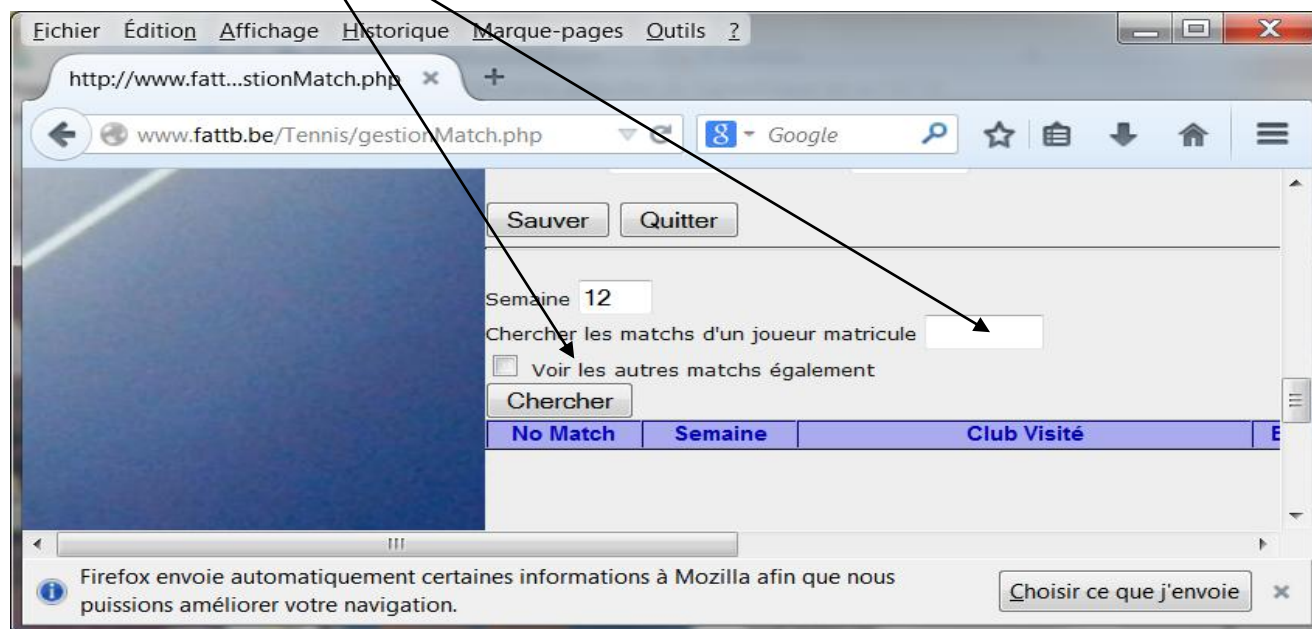 Fichier Édition Affichage Historique Marque-pages Outils ?
http://www.fatt...stionMatch.php
www.fattb.be/Tennis/gestionMatch.php Google
Sauver Quitter
Semaine 12
Chercher les matchs d'un joueur matricule
Voir les autres matchs également
Chercher
No Match Semaine Club Visité
Firefox envoie automatiquement certaines informations à Mozilla afin que nous
puissions améliorer votre navigation.
Choisir ce que j'envoie